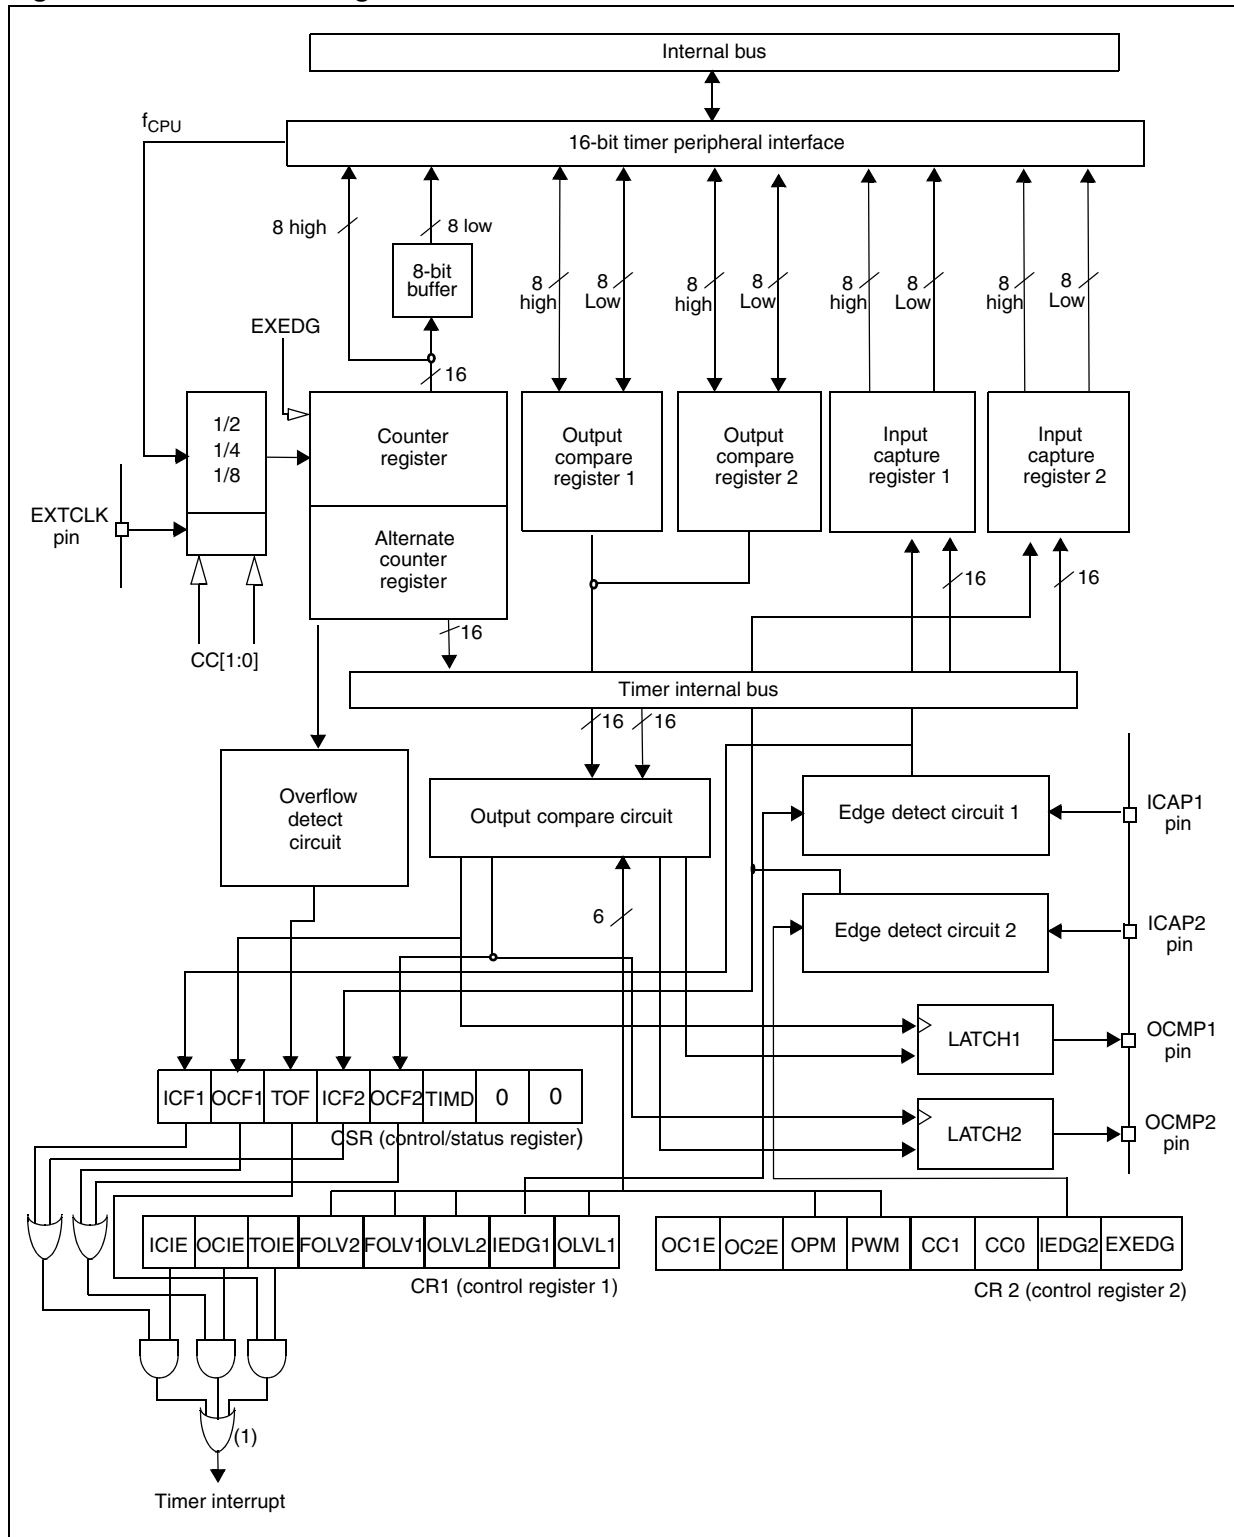 Internal bus
fCPU
16-bit timer peripheral interface
8 high
8 low
8-bit
buffer
8
high
8
Low
8
high
8
Low
8
high
8
Low
8
high
8
Low
EXEDG
16
1/2
1/4
1/8
Counter
register
Output
compare
register 1
Output
compare
register 2
Input
capture
register 1
Input
capture
register 2
EXTCLK
pin
Alternate
counter
register
16
16
16
CC[1:0]
Timer internal bus
16
16
Overflow
detect
circuit
Output compare circuit
Edge detect circuit 1
ICAP1
pin
6
Edge detect circuit 2
ICAP2
pin
LATCH1
OCMP1
pin
ICF1 OCF1 TOF ICF2 OCF2 TIMD 0 0
CSR (control/status register)
LATCH2
OCMP2
pin
ICIE OCIE TOIE FOLV2 FOLV1 OLVL2 IEDG1 OLVL1
CR1 (control register 1)
OC1E OC2E OPM PWM CC1 CC0 IEDG2 EXEDG
CR 2 (control register 2)
(1)
Timer interrupt